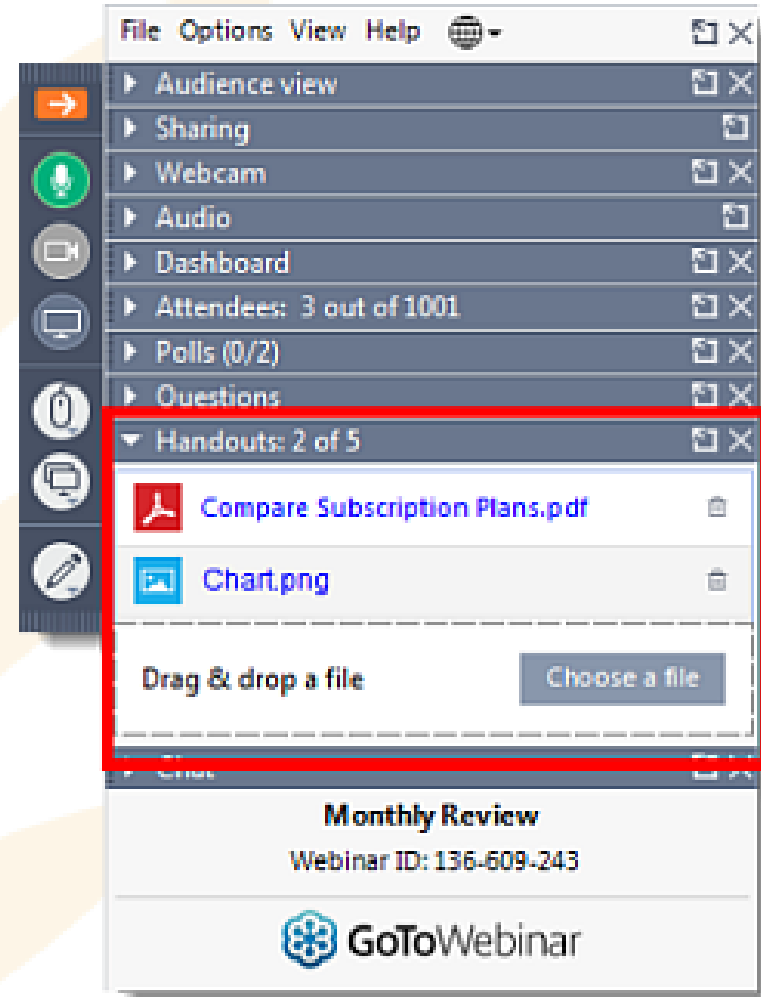 File Options View Help
Audience view
Sharing
Webcam
Audio
Dashboard
Attendees: 3 out of 1001
Polls (0/2)
Questions
Handouts: 2 of 5
Compare Subscription Plans.pdf
Chart.png
Drag & drop a file
Choose a file
Chat
Monthly Review
Webinar ID: 136-609-243
GoToWebinar